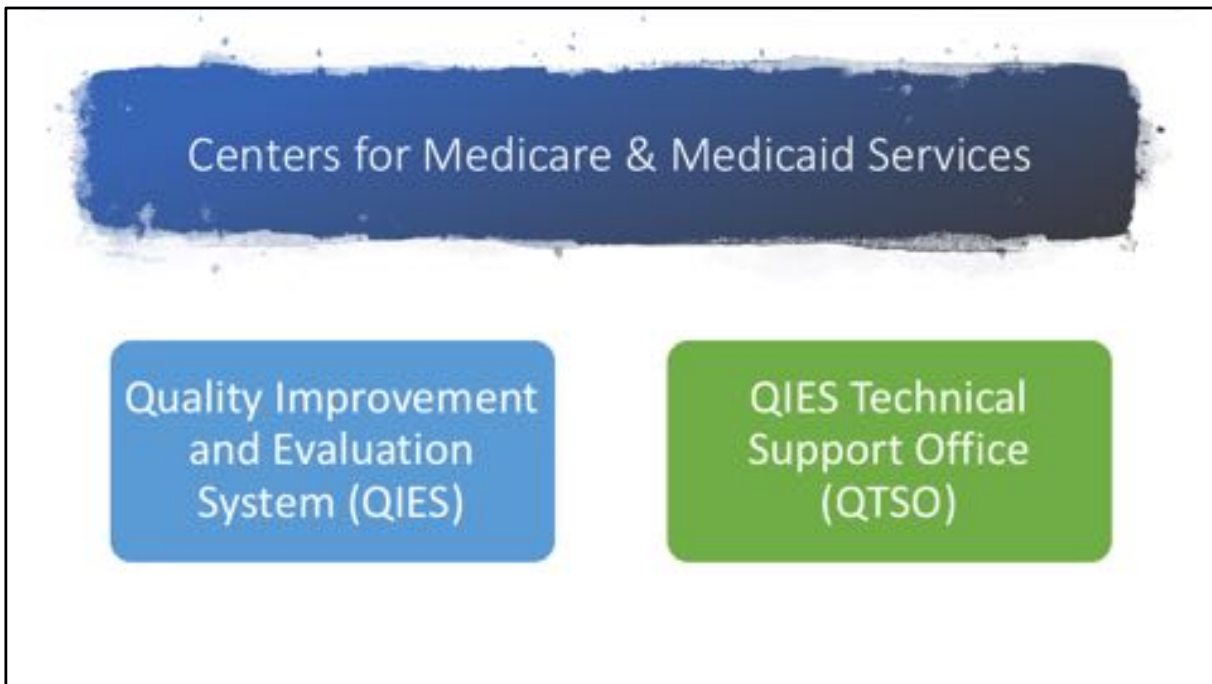 Centers for Medicare & Medicaid Services
Quality Improvement
and Evaluation
System (QIES)
QIES Technical
Support Office
(QTSO)